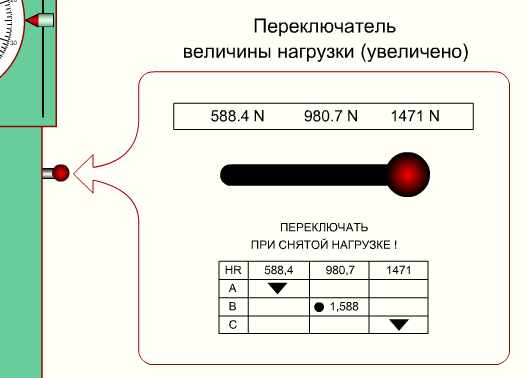 Переключатель
величины нагрузки (увеличено)
588.4 N 980.7 N 1471 N
ПЕРЕКЛЮЧАТЬ
ПРИ СНЯТОЙ НАГРУЗКЕ !
HR 588,4 980,7 1471
A
B 1,588
C
30